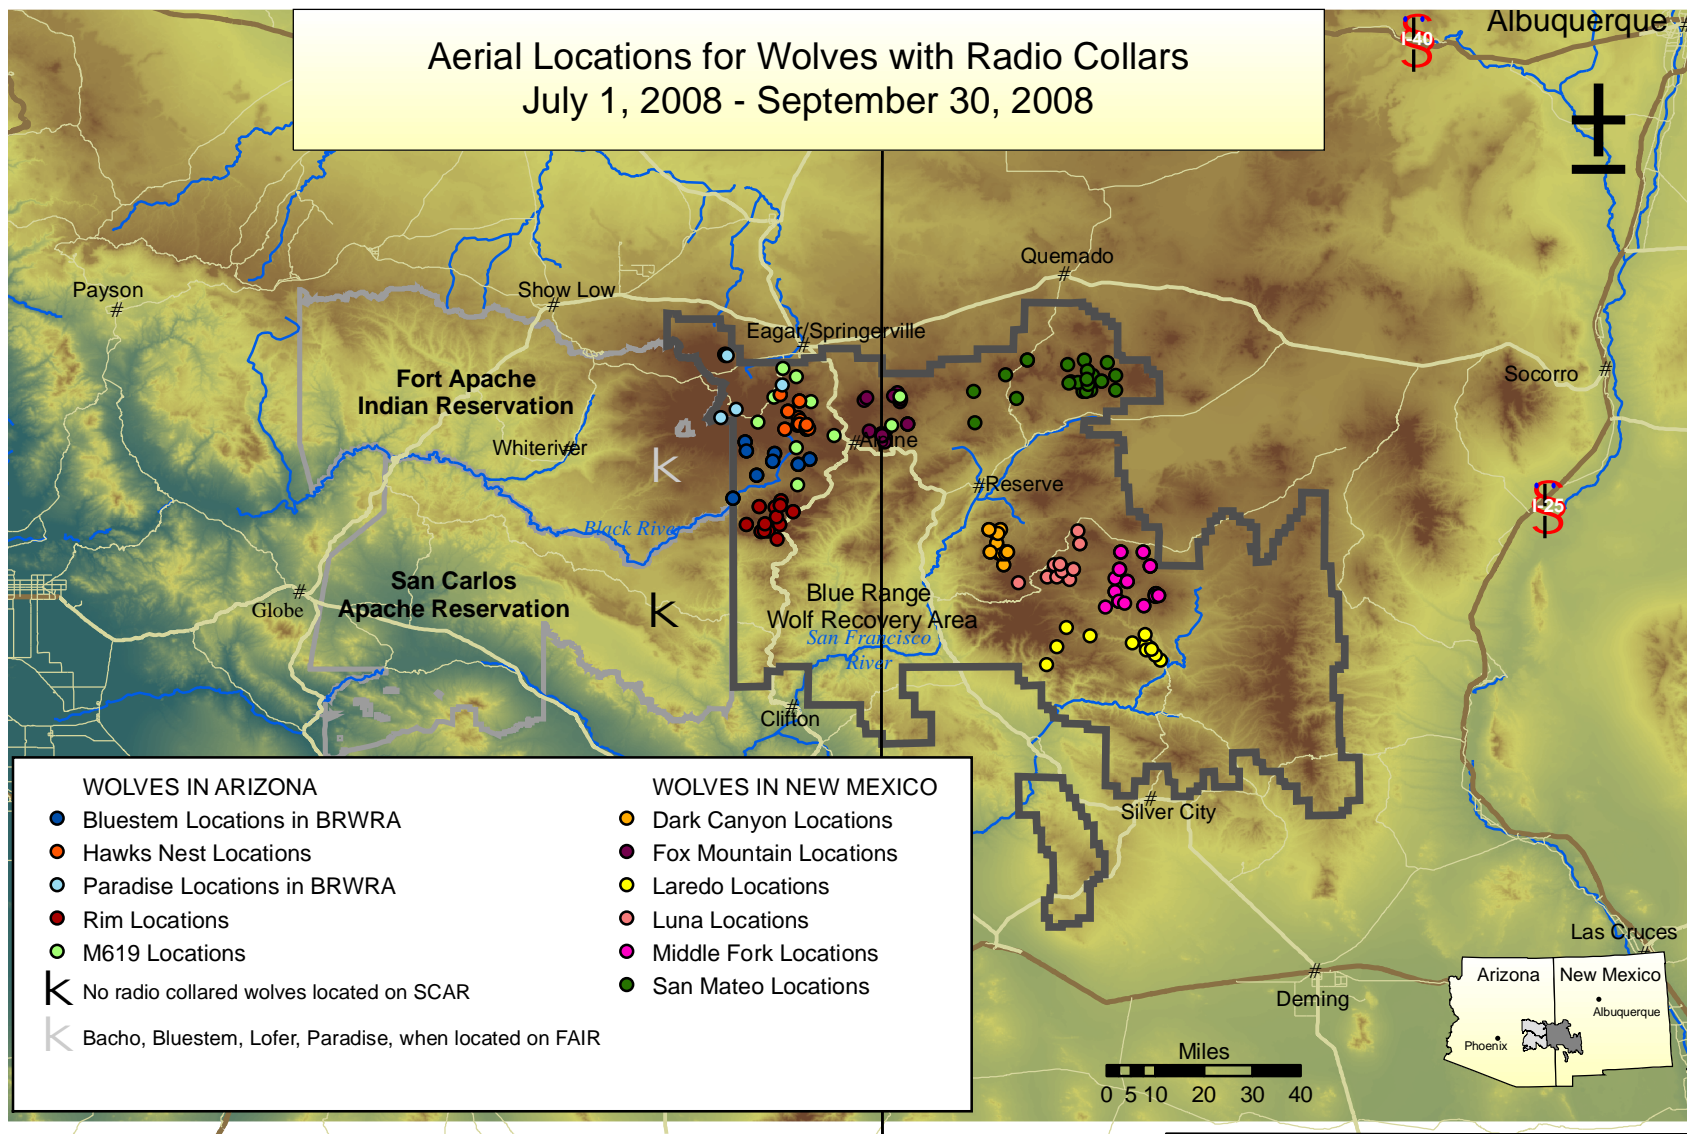 Aerial Locations for Wolves with Radio Collars
July 1, 2008 - September 30, 2008
Albuquerque
I-40
Quemado
Payson
Show Low
Eagar/Springerville
Socorro
Fort Apache
Indian Reservation
Whiteriver
k
Alpine
Reserve
I-25
Black River
San Carlos
Apache Reservation
Globe
k
Blue Range
Wolf Recovery Area
San Francisco
River
Clifton
Silver City
WOLVES IN ARIZONA
Bluestem Locations in BRWRA
Hawks Nest Locations
Paradise Locations in BRWRA
Rim Locations
M619 Locations
k No radio collared wolves located on SCAR
k Bacho, Bluestem, Lofer, Paradise, when located on FAIR
WOLVES IN NEW MEXICO
Dark Canyon Locations
Fox Mountain Locations
Laredo Locations
Luna Locations
Middle Fork Locations
San Mateo Locations
Las Cruces
Deming
Miles
0 5 10 20 30 40
Arizona
New Mexico
Albuquerque
Phoenix